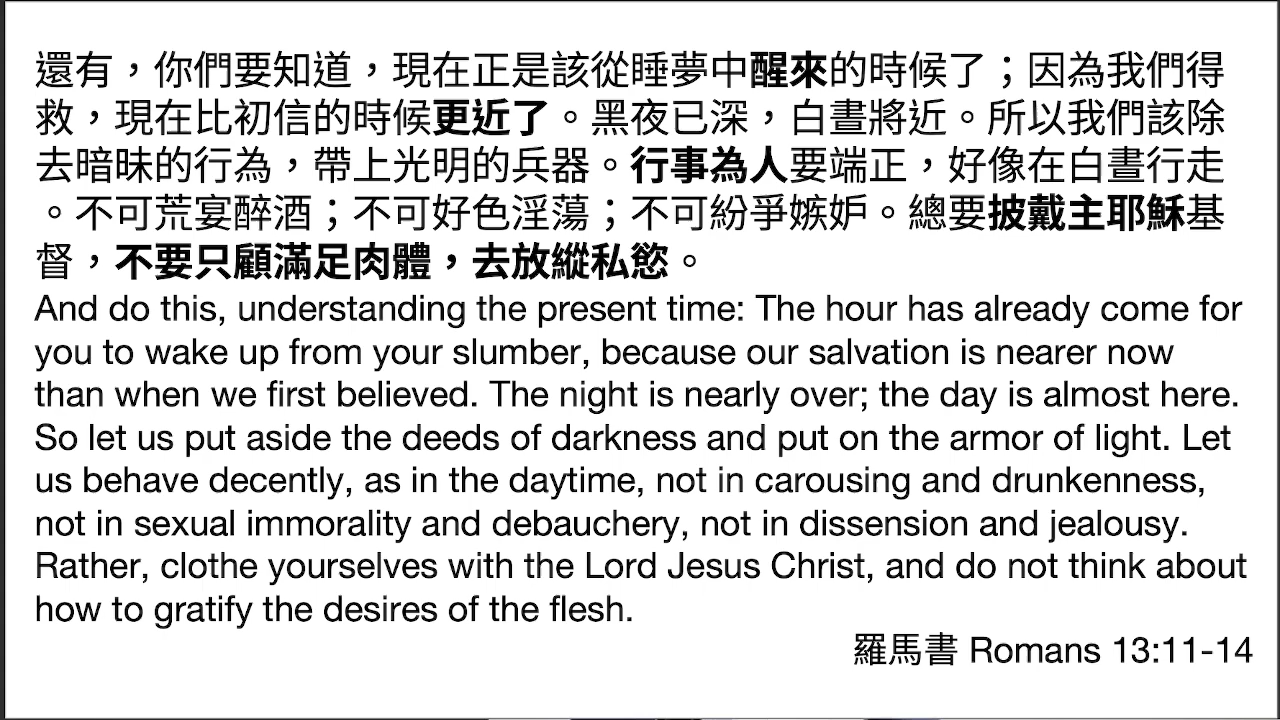 還有，你們要知道，現在正是該從睡夢中醒來的時候了；因為我們得
救，現在比初信的時候更近了。黑夜已深，白晝將近。所以我們該除
去暗昧的行為，帶上光明的兵器。行事為人要端正，好像在白晝行走
。不可荒宴醉酒；不可好色淫蕩；不可紛爭嫉妒。總要披戴主耶穌基
督，不要只顧滿足肉體，去放縱私慾。
And do this, understanding the present time: The hour has already come for
you to wake up from your slumber, because our salvation is nearer now
than when we first believed. The night is nearly over; the day is almost here.
So let us put aside the deeds of darkness and put on the armor of light. Let
us behave decently, as in the daytime, not in carousing and drunkenness,
not in sexual immorality and debauchery, not in dissension and jealousy.
Rather, clothe yourselves with the Lord Jesus Christ, and do not think about
how to gratify the desires of the flesh.
羅馬書 Romans 13:11-14